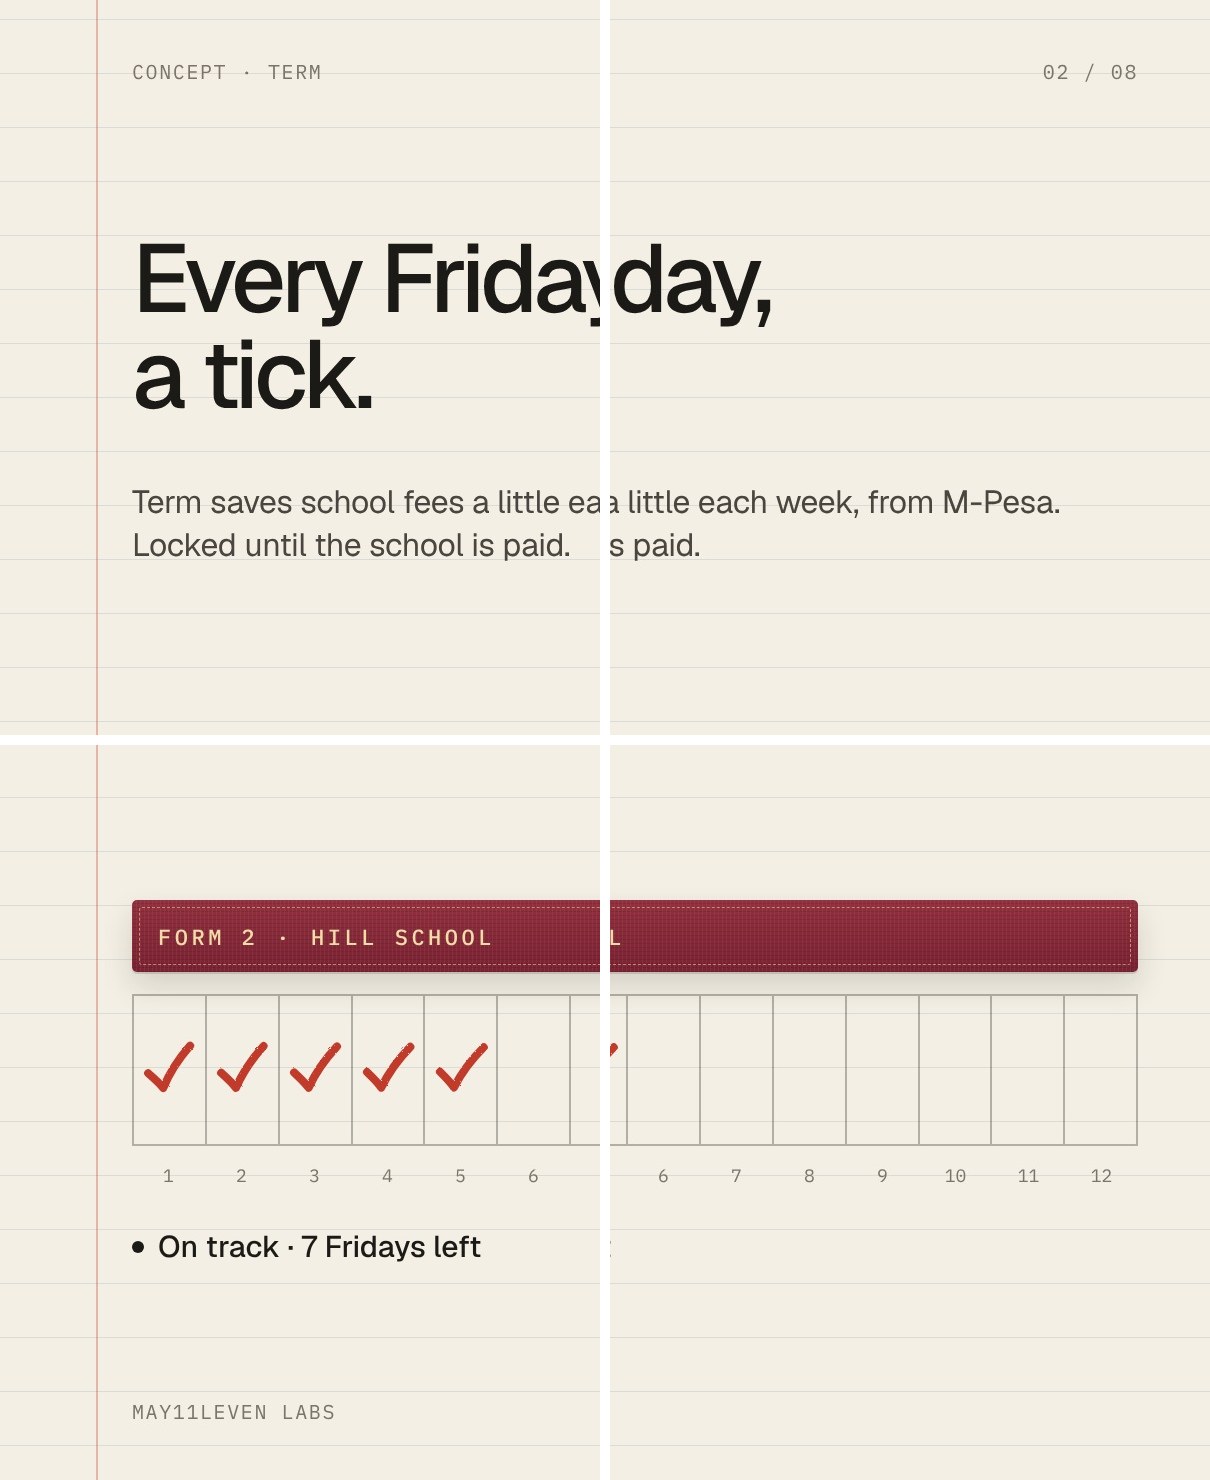 CONCEPT · TERM 02 / 08
Every Friday day,
a tick.
Term saves school fees a little ea a little each week, from M-Pesa.
Locked until the school is paid. s paid.
FORM 2 · HILL SCHOOL L
1 2 3 4 5 6 6 7 8 9 10 11 12
On track · 7 Fridays left
MAY11LEVEN LABS